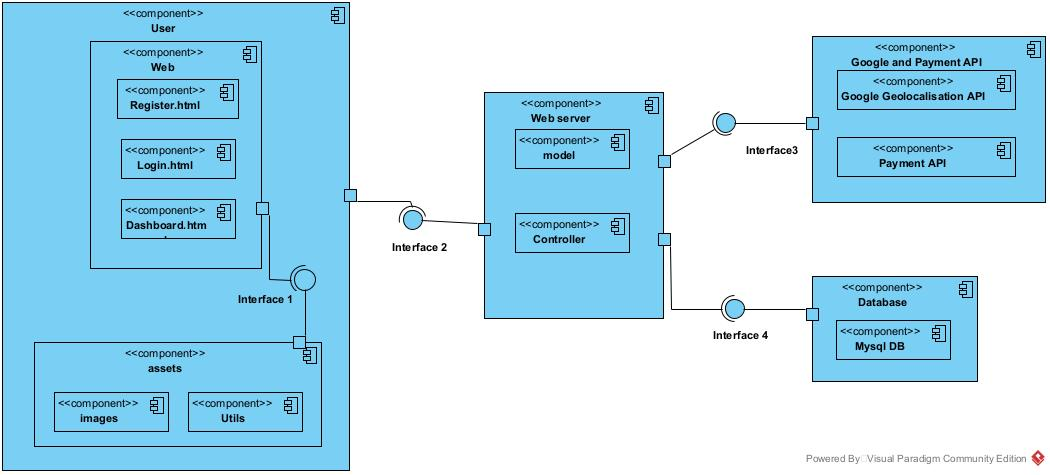 <<component>>
User
<<component>>
Web
<<component>>
Register.html
<<component>>
Login.html
<<component>>
Dashboard.htm
Interface 1
<<component>>
assets
<<component>>
images
<<component>>
Utils
Interface 2
<<component>>
Web server
<<component>>
model
<<component>>
Controller
Interface3
<<component>>
Google and Payment API
<<component>>
Google Geolocalisation API
<<component>>
Payment API
Interface 4
<<component>>
Database
<<component>>
Mysql DB
Powered By Visual Paradigm Community Edition